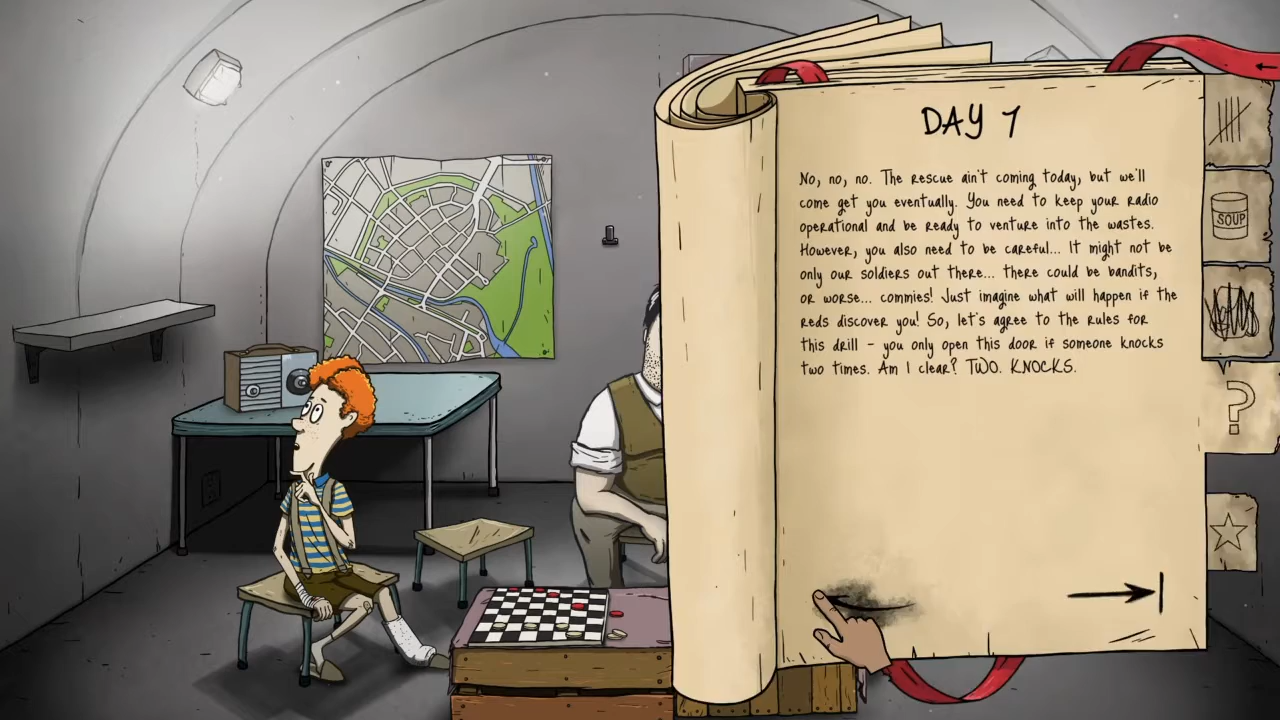 DAY 7
No, no, no. The rescue ain't coming today, but we'll
come get you eventually. You need to keep your radio
operational and be ready to venture into the wastes.
However, you also need to be careful... It might not be
only our soldiers out there... there could be bandits,
or worse... commies! Just imagine what will happen if the
reds discover you! So, let's agree to the rules for
this drill - you only open this door if someone knocks
two times. Am I clear? TWO. KNOCKS.
SOUP
?